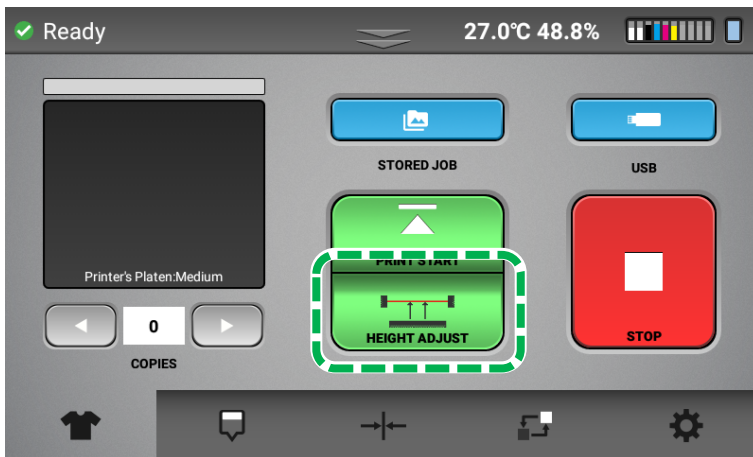 Ready
27.0℃ 48.8%
STORED JOB
USB
PRINT START
Printer's Platen:Medium
0
HEIGHT ADJUST
STOP
COPIES